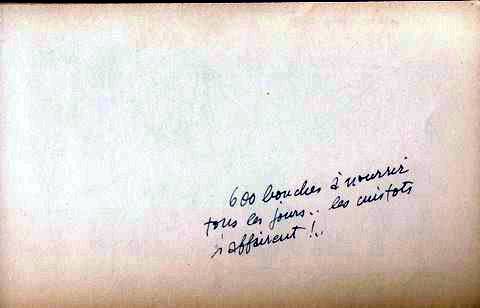 600 bouches à nourrir
tous les jours.. les cuistots
s'affairent !..